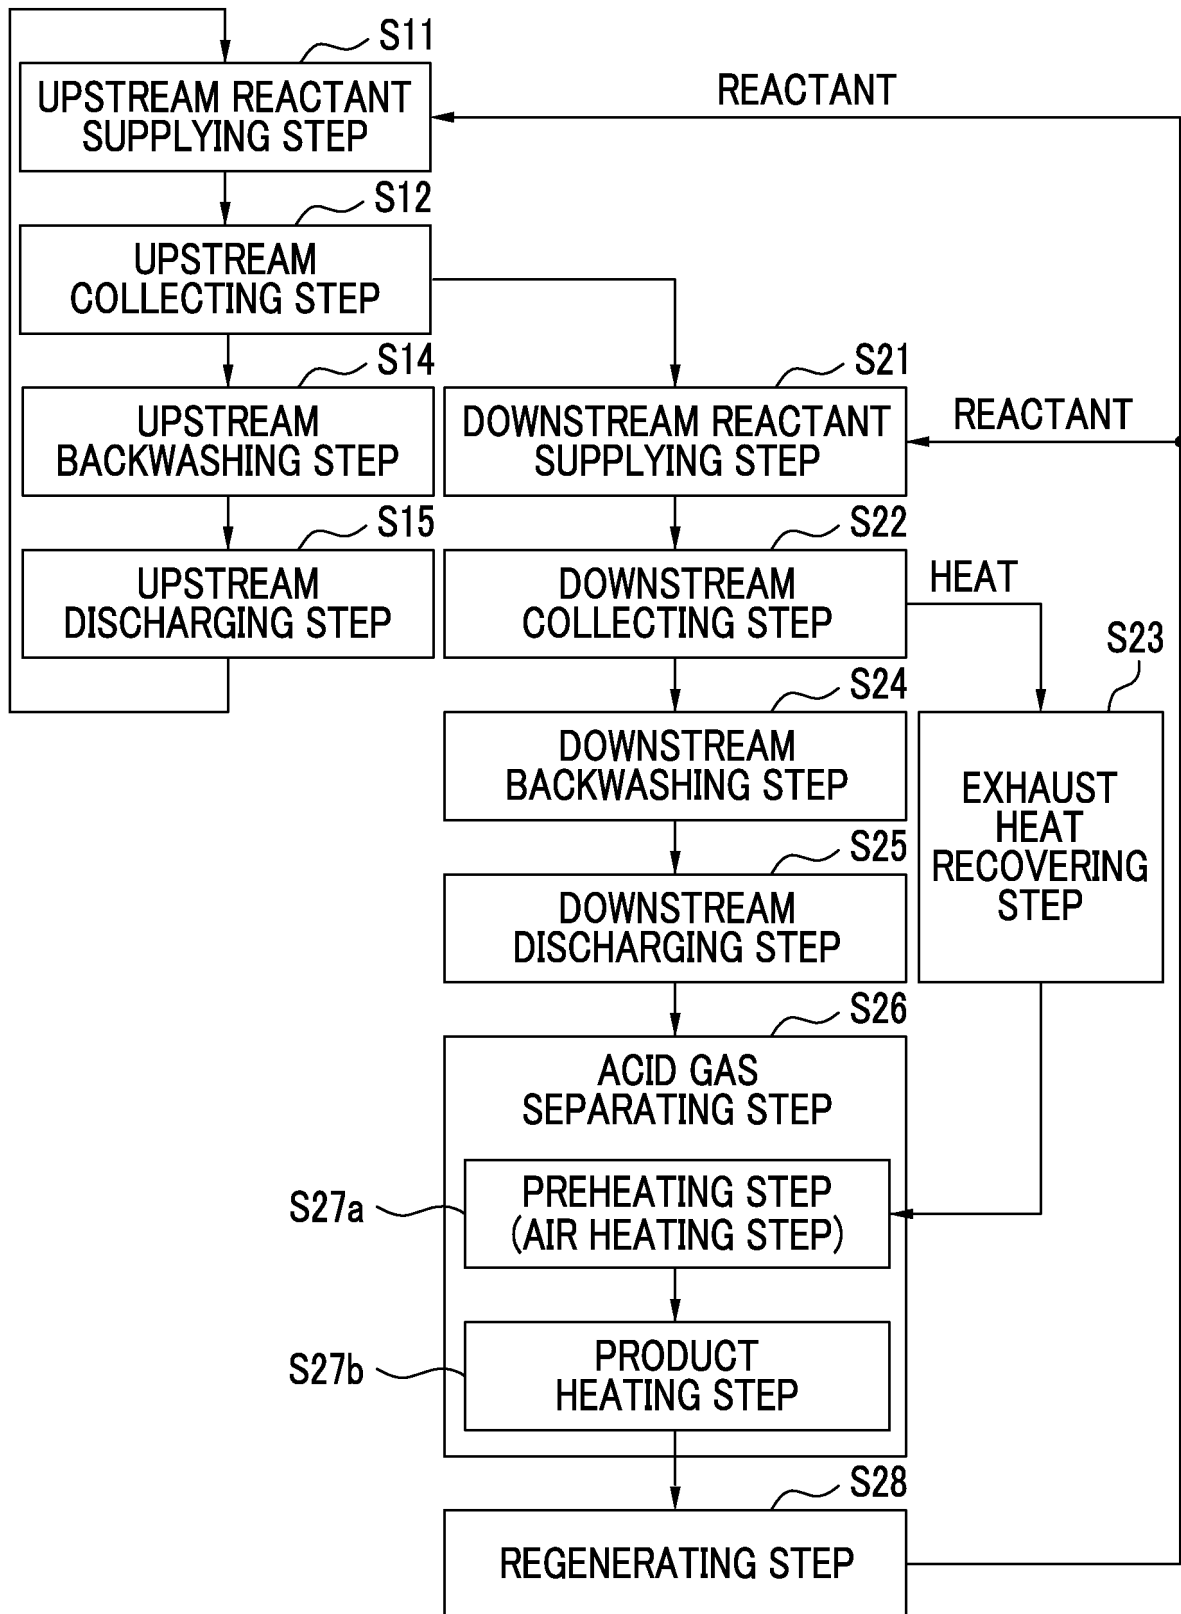 S11
UPSTREAM REACTANT
SUPPLYING STEP
REACTANT
S12
UPSTREAM
COLLECTING STEP
S14
UPSTREAM
BACKWASHING STEP
S21
DOWNSTREAM REACTANT
SUPPLYING STEP
REACTANT
S15
UPSTREAM
DISCHARGING STEP
S22
DOWNSTREAM
COLLECTING STEP
HEAT
S23
EXHAUST
HEAT
RECOVERING
STEP
S24
DOWNSTREAM
BACKWASHING STEP
S25
DOWNSTREAM
DISCHARGING STEP
S26
ACID GAS
SEPARATING STEP
S27a
PREHEATING STEP
(AIR HEATING STEP)
S27b
PRODUCT
HEATING STEP
S28
REGENERATING STEP